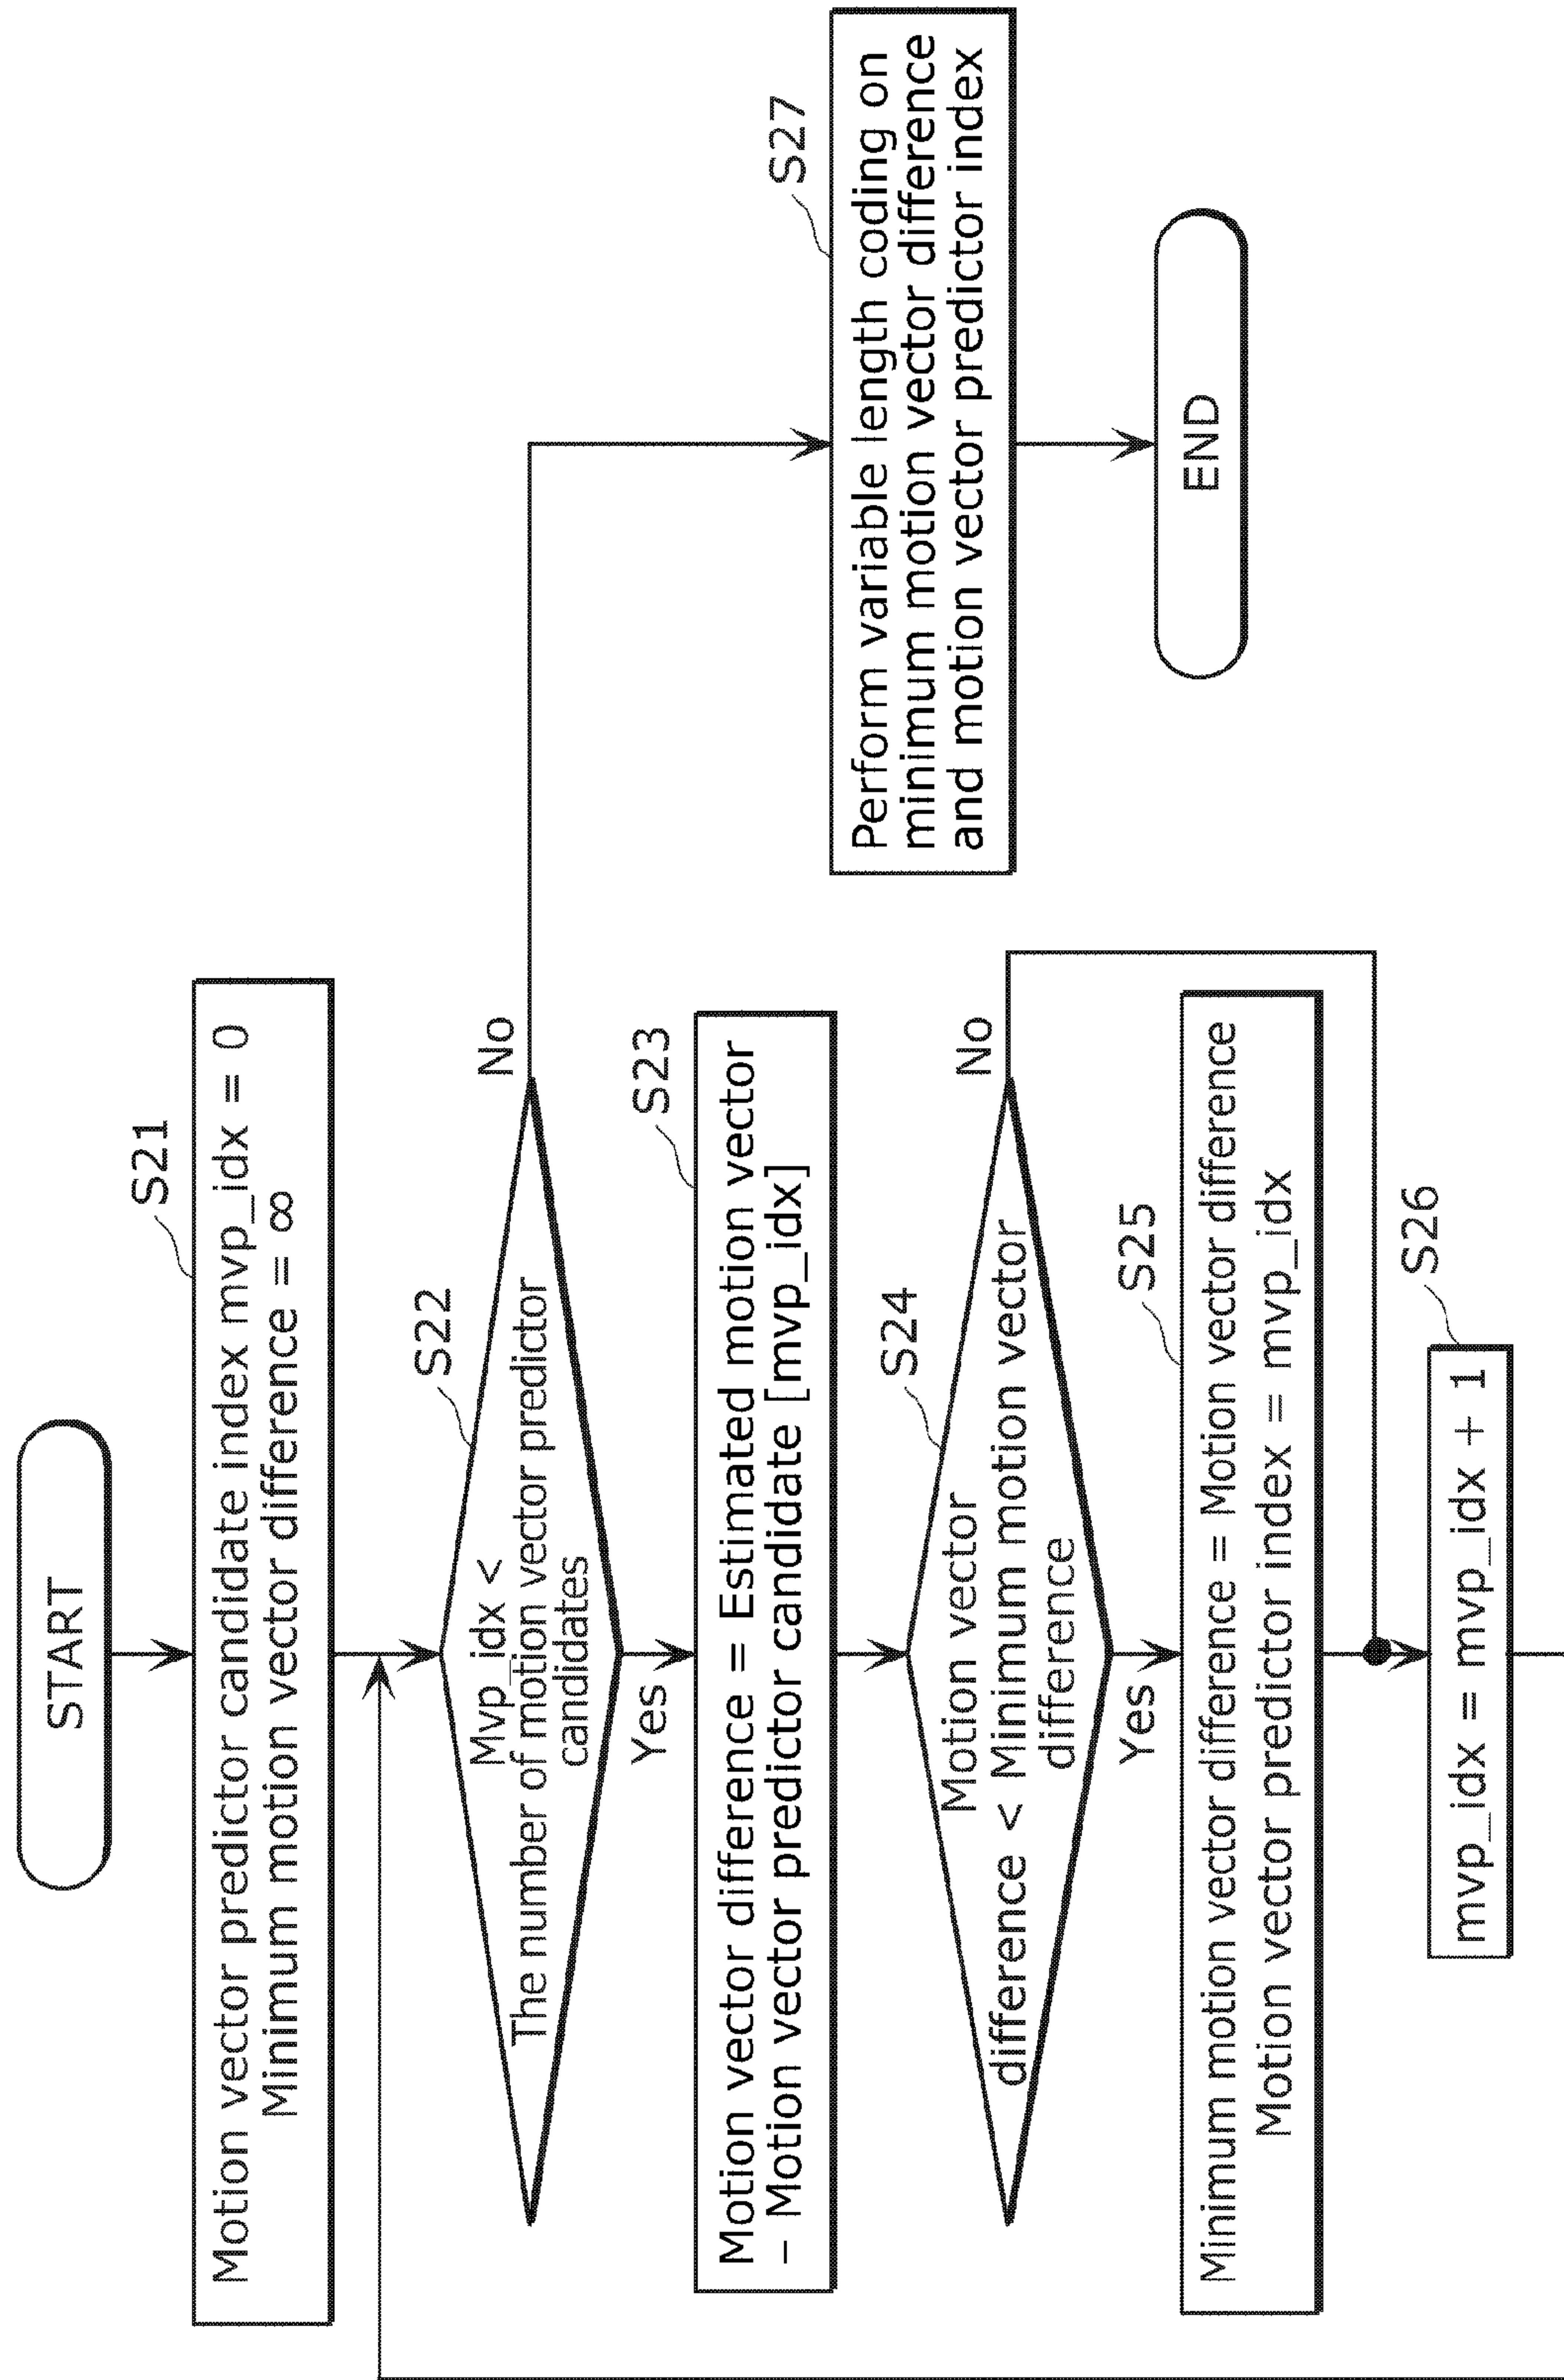 START
S21
Motion vector predictor candidate index mvp_idx = 0
Minimum motion vector difference = ∞
S22
Mvp_idx <
The number of motion vector predictor
candidates
No
Yes
S23
Motion vector difference = Estimated motion vector
– Motion vector predictor candidate [mvp_idx]
S24
Motion vector
difference < Minimum motion vector
difference
No
Yes
S25
Minimum motion vector difference = Motion vector difference
Motion vector predictor index = mvp_idx
S26
mvp_idx = mvp_idx + 1
S27
Perform variable length coding on
minimum motion vector difference
and motion vector predictor index
END